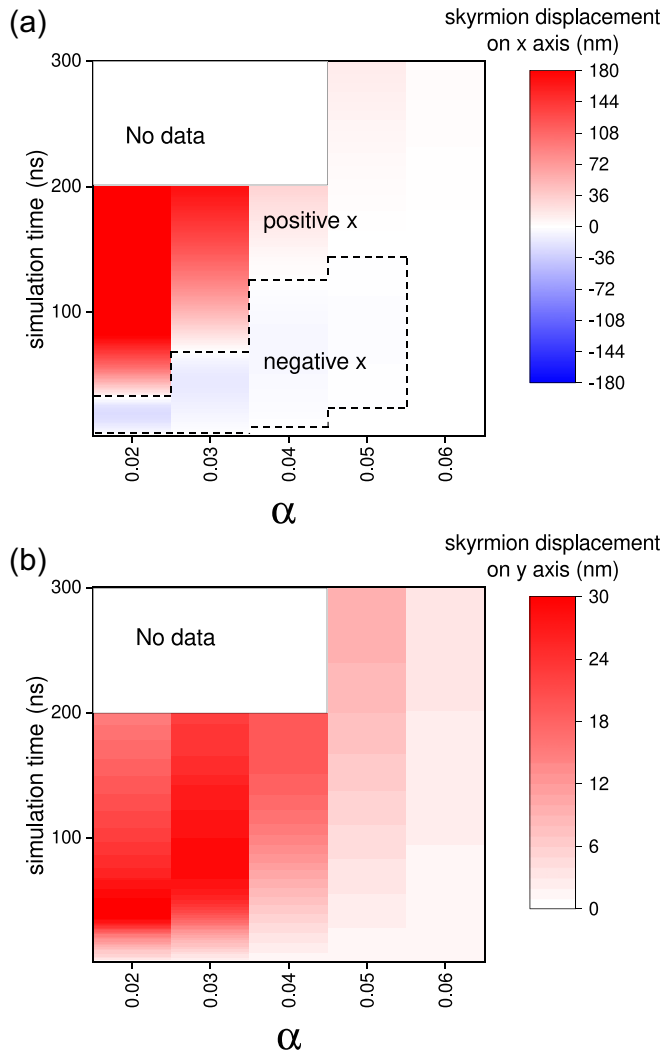 (a)
skyrmion displacement
on x axis (nm)
300
200
100
simulation time (ns)
No data
positive x
negative x
0.02
0.03
0.04
0.05
0.06
α
180
144
108
72
36
0
-36
-72
-108
-144
-180
(b)
skyrmion displacement
on y axis (nm)
300
200
100
simulation time (ns)
No data
0.02
0.03
0.04
0.05
0.06
α
30
24
18
12
6
0